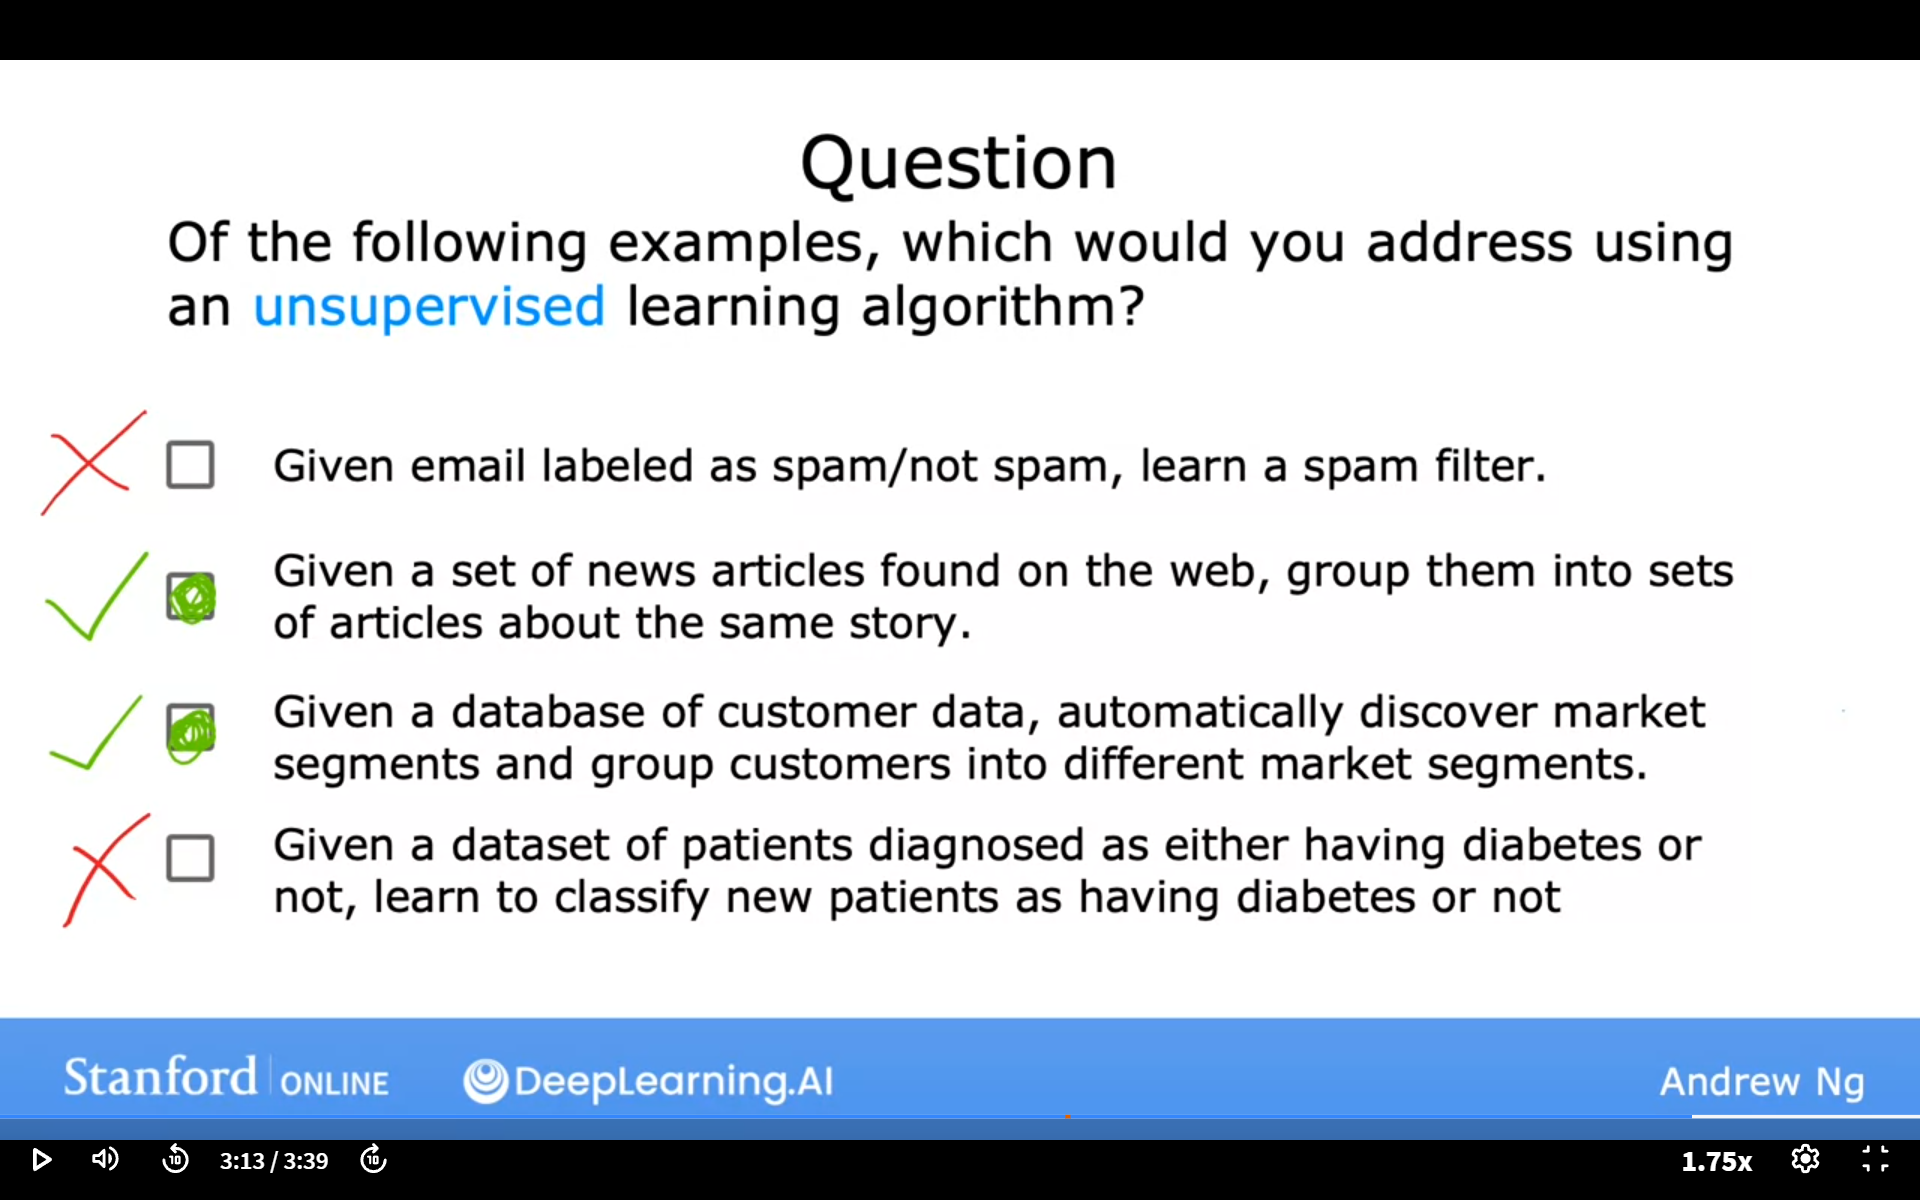 Question
Of the following examples, which would you address using
an unsupervised learning algorithm?
Given email labeled as spam/not spam, learn a spam filter.
Given a set of news articles found on the web, group them into sets
of articles about the same story.
Given a database of customer data, automatically discover market
segments and group customers into different market segments.
Given a dataset of patients diagnosed as either having diabetes or
not, learn to classify new patients as having diabetes or not
Stanford ONLINE DeepLearning.AI Andrew Ng
10 3:13 / 3:39 10 1.75x